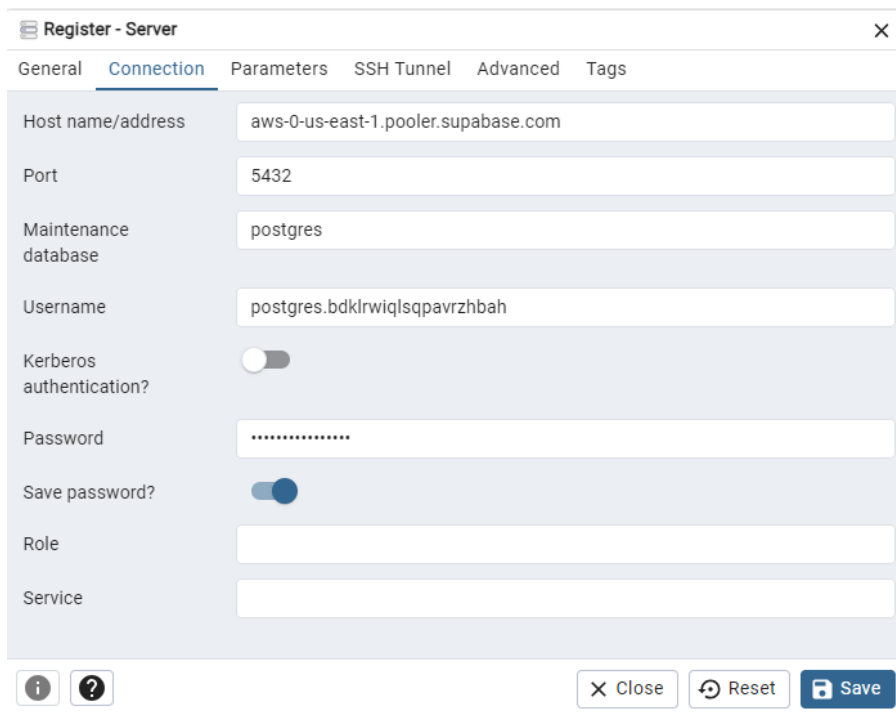 Register - Server
General Connection Parameters SSH Tunnel Advanced Tags
Host name/address aws-0-us-east-1.pooler.supabase.com
Port 5432
Maintenance
database
postgres
Username postgres.bdklrwiqlsqpavrzhbah
Kerberos
authentication?
Password ••••••••••••••••
Save password?
Role
Service
Close Reset Save